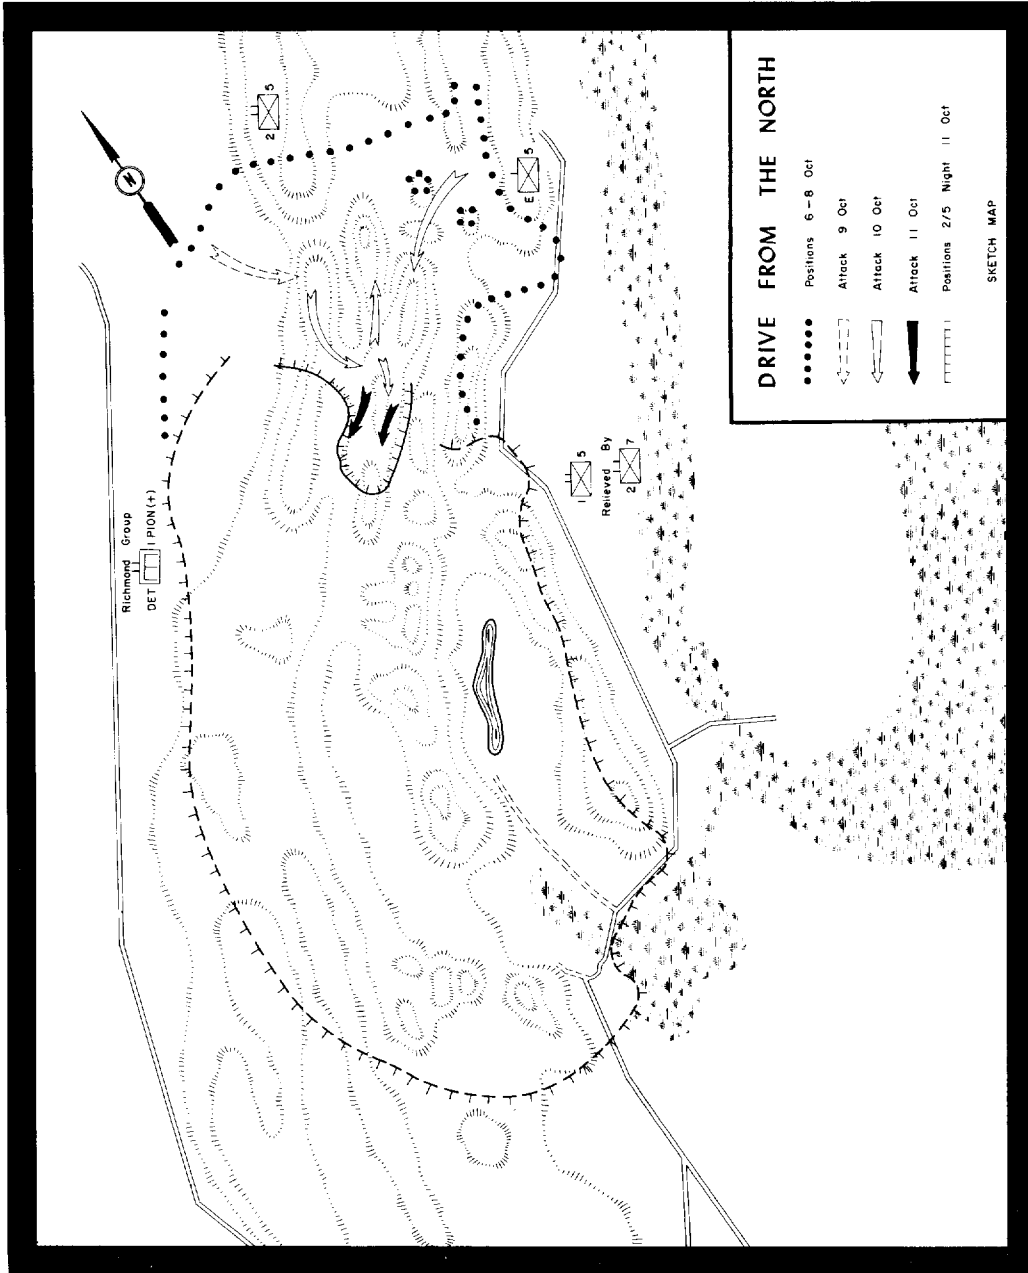 DRIVE FROM THE NORTH
Positions 6-8 Oct
Attack 9 Oct
Attack 10 Oct
Attack 11 Oct
Positions 2/5 Night 11 Oct
SKETCH MAP
N
2 5
E 5
1 5
Relieved By
2 7
Richmond Group
DET 1 PION (+)